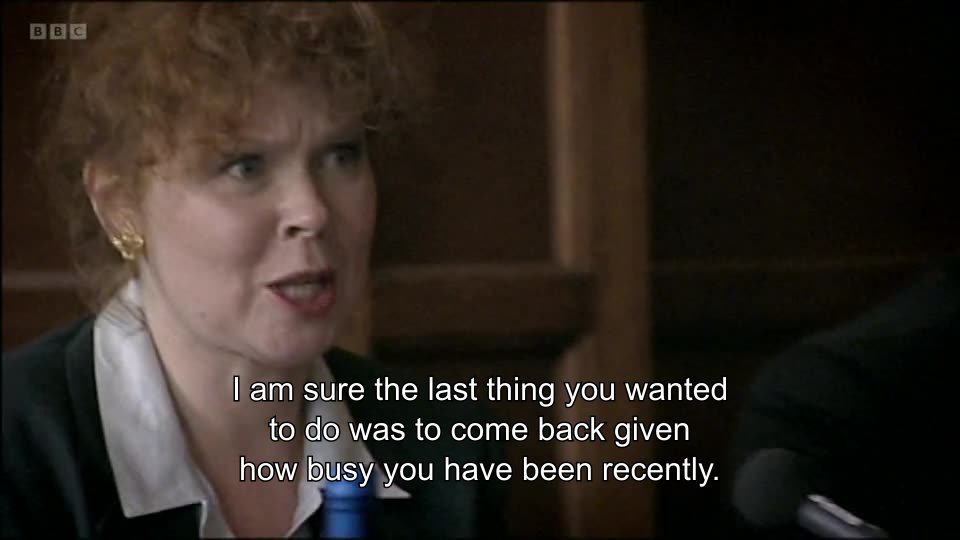 BBC
I am sure the last thing you wanted
to do was to come back given
how busy you have been recently.